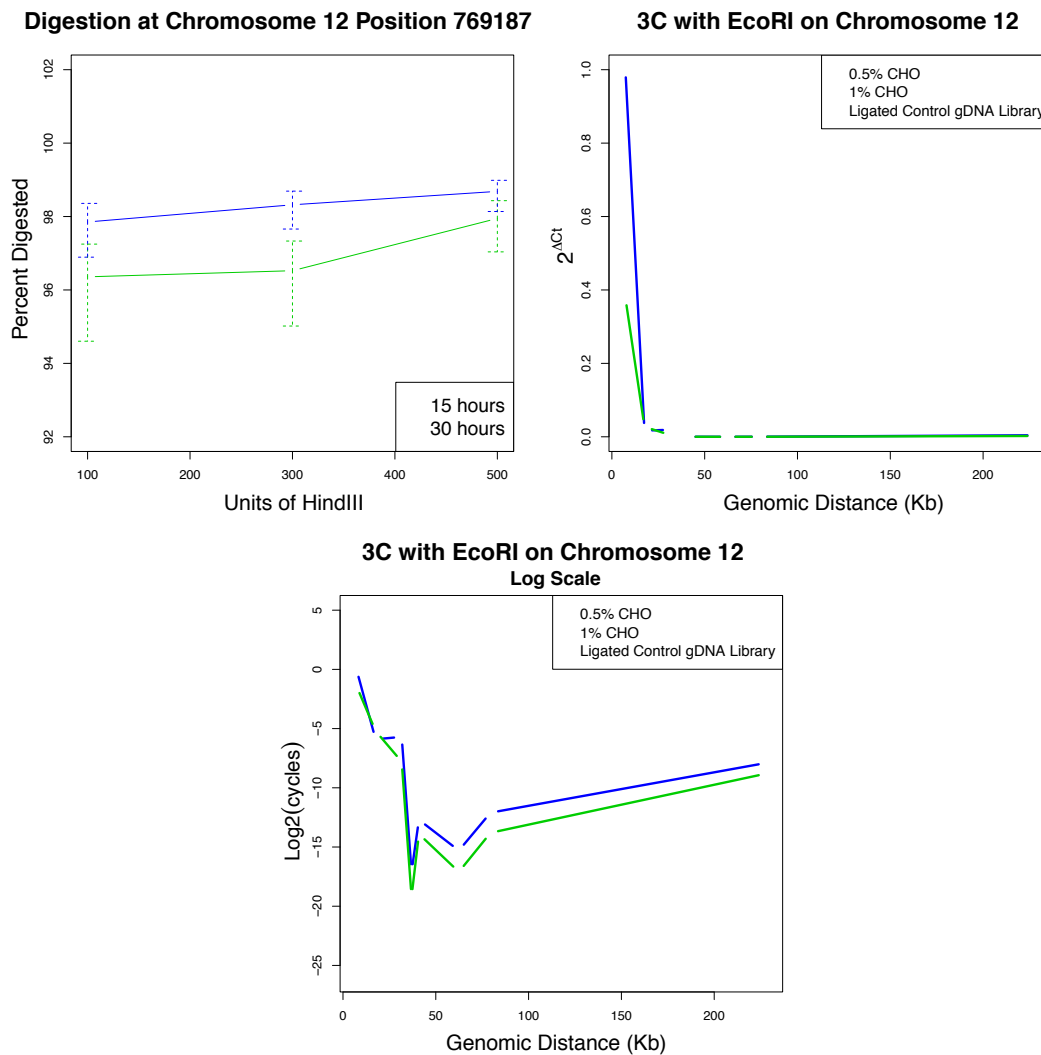 Digestion at Chromosome 12 Position 769187
Percent Digested
92
94
96
98
100
102
15 hours
30 hours
100
200
300
400
500
Units of HindIII
3C with EcoRI on Chromosome 12
2^ΔCt
0.0
0.2
0.4
0.6
0.8
1.0
0.5% CHO
1% CHO
Ligated Control gDNA Library
0
50
100
150
200
Genomic Distance (Kb)
3C with EcoRI on Chromosome 12
Log Scale
Log2(cycles)
5
0
−5
−10
−15
−20
−25
0.5% CHO
1% CHO
Ligated Control gDNA Library
0
50
100
150
200
Genomic Distance (Kb)